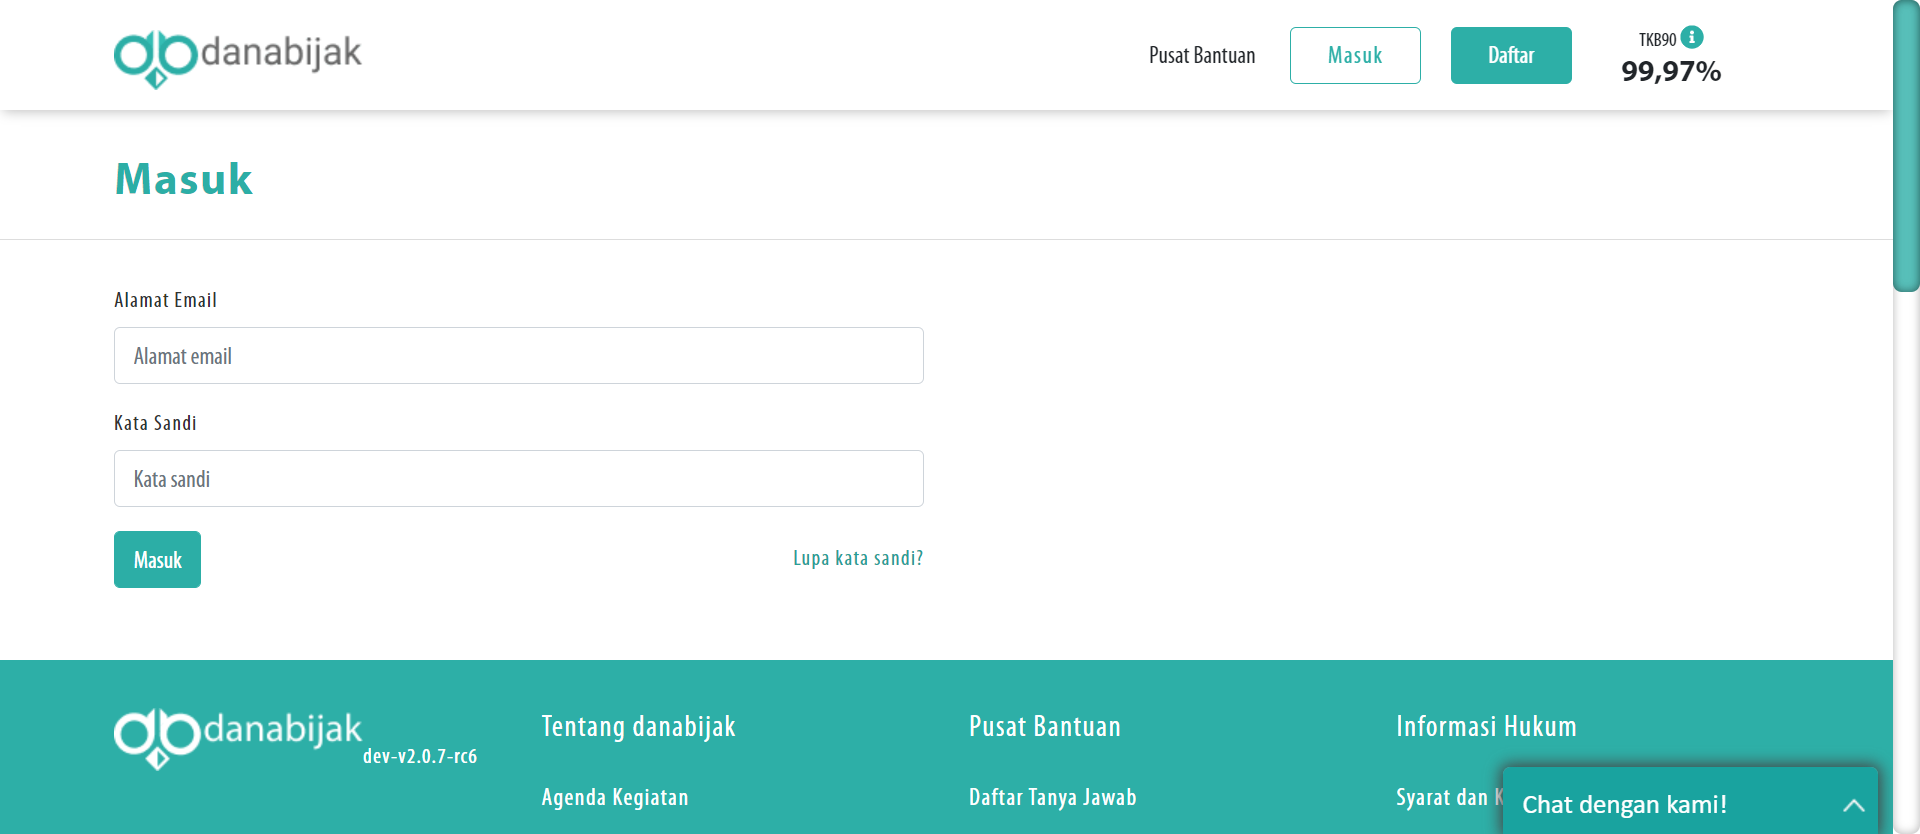 danabijak
Pusat Bantuan
Masuk
Daftar
TKB90
99,97%
Masuk
Alamat Email
Alamat email
Kata Sandi
Kata sandi
Masuk
Lupa kata sandi?
danabijak
dev-v2.0.7-rc6
Tentang danabijak
Pusat Bantuan
Informasi Hukum
Agenda Kegiatan
Daftar Tanya Jawab
Syarat dan
Chat dengan kami!